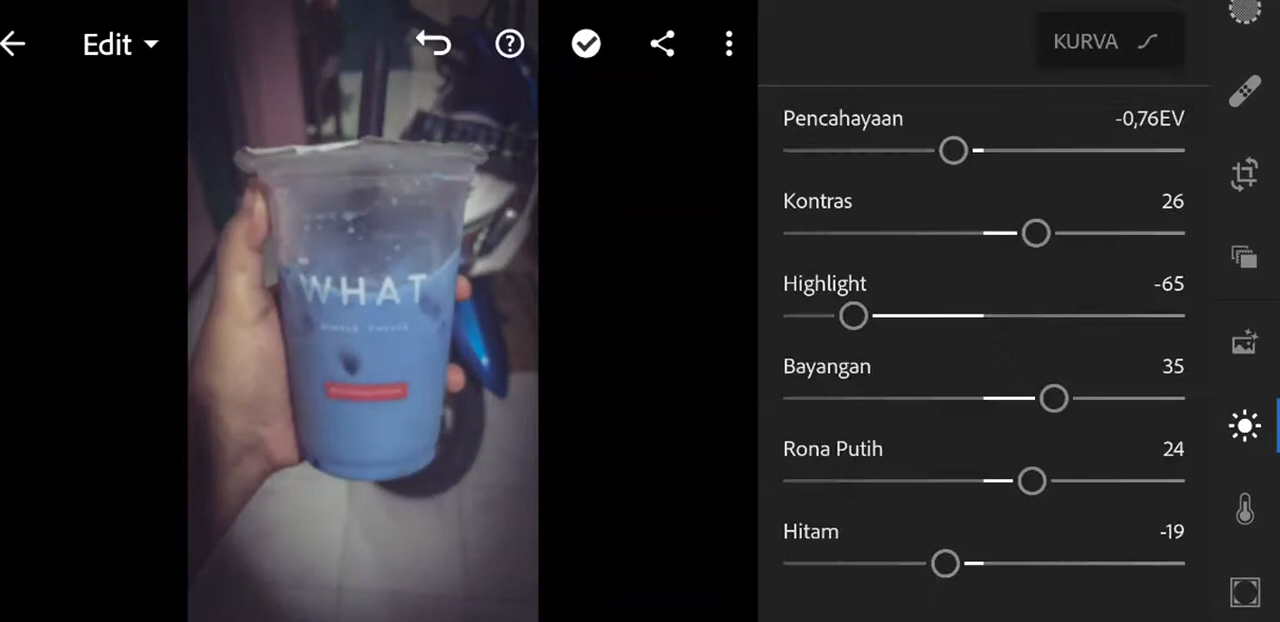 Edit
KURVA
Pencahayaan -0,76EV
Kontras 26
Highlight -65
Bayangan 35
Rona Putih 24
Hitam -19
WHAT